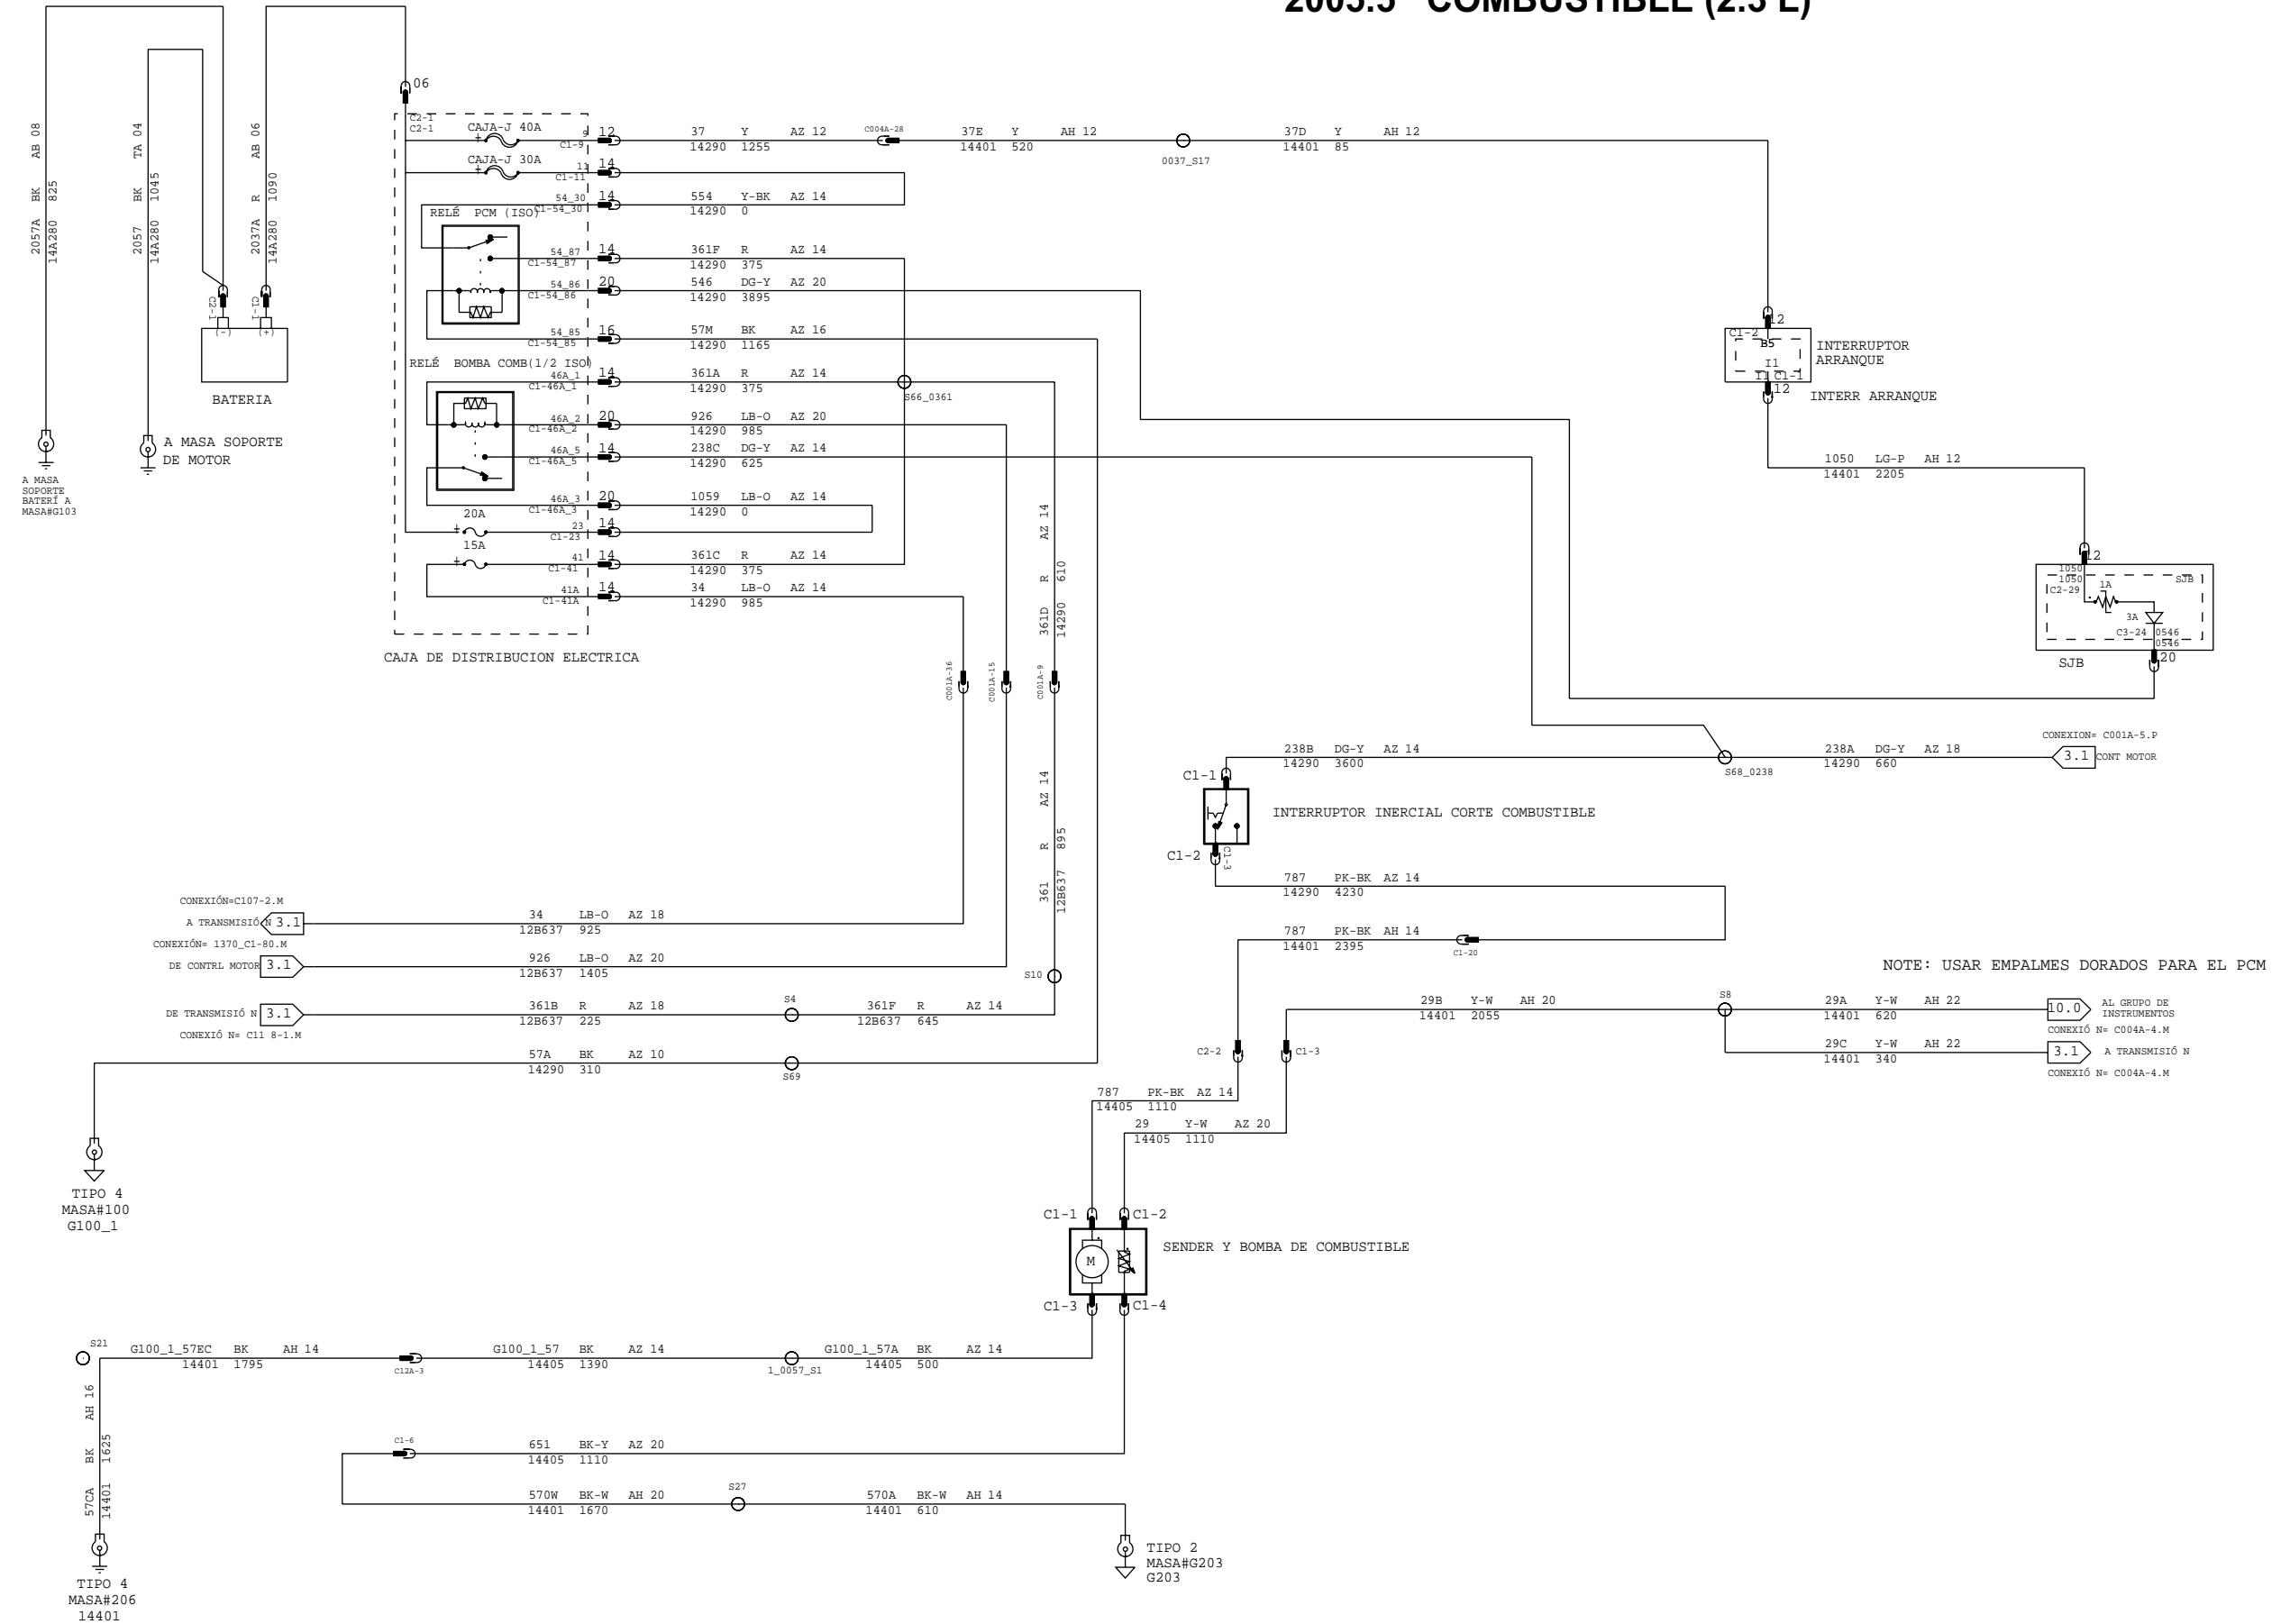 2005.5 COMBUSTIBLE (2.3 L)
06
C2-1
C2-1
CAJA-J 40A
9
C1-9
12
37 Y AZ 12
14290 1255
C004A-28
37E Y AH 12
14401 520
0037_S17
37D Y AH 12
14401 85
CAJA-J 30A
11
C1-11
14
54_30
C1-54_30
14
554 Y-BK AZ 14
14290 0
RELÉ PCM (ISO)
54_87
C1-54_87
14
361F R AZ 14
14290 375
54_86
C1-54_86
20
546 DG-Y AZ 20
14290 3895
54_85
C1-54_85
16
57M BK AZ 16
14290 1165
RELÉ BOMBA COMB(1/2 ISO)
46A_1
C1-46A_1
14
361A R AZ 14
14290 375
S66_0361
46A_2
C1-46A_2
20
926 LB-O AZ 20
14290 985
46A_5
C1-46A_5
14
238C DG-Y AZ 14
14290 625
46A_3
C1-46A_3
20
1059 LB-O AZ 14
14290 0
20A
23
C1-23
14
15A
41
C1-41
14
361C R AZ 14
14290 375
41A
C1-41A
14
34 LB-O AZ 14
14290 985
CAJA DE DISTRIBUCION ELECTRICA
2057A BK AB 08
14A280 825
2057 BK TA 04
14A280 1045
2037A R AB 06
14A280 1090
C2-1
C1-1
(-)
(+)
BATERIA
A MASA SOPORTE
DE MOTOR
A MASA
SOPORTE
BATERÍ A
MASA#G103
12
C1-2
B5
I1
I1 C1-1
12
INTERRUPTOR
ARRANQUE
INTERR ARRANQUE
1050 LG-P AH 12
14401 2205
12
1050
1050
C2-29
1A
SJB
3A
C3-24
0546
0546
20
SJB
361D R AZ 14
14290 610
C001A-36
C001A-15
C001A-9
361 R AZ 14
12B637 895
CONEXION= C001A-5.P
238B DG-Y AZ 14
14290 3600
S68_0238
238A DG-Y AZ 18
14290 660
3.1
CONT MOTOR
C1-1
INTERRUPTOR INERCIAL CORTE COMBUSTIBLE
C1-2
C1-3
787 PK-BK AZ 14
14290 4230
787 PK-BK AH 14
14401 2395
C1-20
NOTE: USAR EMPALMES DORADOS PARA EL PCM
CONEXIÓN=C107-2.M
A TRANSMISIÓ N
3.1
34 LB-O AZ 18
12B637 925
CONEXIÓN= 1370_C1-80.M
DE CONTRL MOTOR
3.1
926 LB-O AZ 20
12B637 1405
S10
DE TRANSMISIÓ N
3.1
361B R AZ 18
12B637 225
S4
361F R AZ 14
12B637 645
CONEXIÓ N= C11 8-1.M
57A BK AZ 10
14290 310
S69
29B Y-W AH 20
14401 2055
S8
29A Y-W AH 22
14401 620
10.0
AL GRUPO DE
INSTRUMENTOS
CONEXIÓ N= C004A-4.M
29C Y-W AH 22
14401 340
3.1
A TRANSMISIÓ N
CONEXIÓ N= C004A-4.M
C2-2
C1-3
787 PK-BK AZ 14
14405 1110
29 Y-W AZ 20
14405 1110
TIPO 4
MASA#100
G100_1
C1-1
C1-2
M
SENDER Y BOMBA DE COMBUSTIBLE
C1-3
C1-4
S21
G100_1_57EC BK AH 14
14401 1795
C12A-3
G100_1_57 BK AZ 14
14405 1390
1_0057_S1
G100_1_57A BK AZ 14
14405 500
57CA BK AH 16
14401 1625
C1-6
651 BK-Y AZ 20
14405 1110
570W BK-W AH 20
14401 1670
S27
570A BK-W AH 14
14401 610
TIPO 2
MASA#G203
G203
TIPO 4
MASA#206
14401